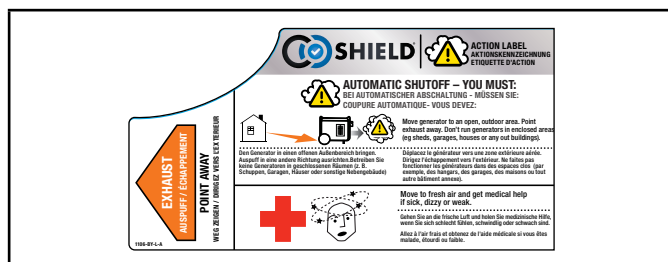 CO SHIELD®
ACTION LABEL
AKTIONSKENNZEICHNUNG
ETIQUETTE D'ACTION
AUTOMATIC SHUTOFF – YOU MUST:
BEI AUTOMATISCHER ABSCHALTUNG - MÜSSEN SIE:
COUPURE AUTOMATIQUE- VOUS DEVEZ:
Move generator to an open, outdoor area. Point
exhaust away. Don't run generators in enclosed areas
(eg sheds, garages, houses or any out buildings).
Den Generator in einen offenen Außenbereich bringen.
Auspuff in eine andere Richtung ausrichten.Betreiben Sie
keine Generatoren in geschlossenen Räumen (z. B.
Schuppen, Garagen, Häuser oder sonstige Nebengebäude)
Déplacez le générateur vers une zone extérieure aérée.
Dirigez l'échappement vers l'extérieur. Ne faites pas
fonctionner les générateurs dans des espaces clos (par
exemple, des hangars, des garages, des maisons ou tout
autre bâtiment annexe).
EXHAUST
AUSPUFF / ÉCHAPPEMENT
POINT AWAY
WEG ZEIGEN / DIRIGEZ VERS L'EXTERIEUR
Move to fresh air and get medical help
if sick, dizzy or weak.
Gehen Sie an die frische Luft und holen Sie medizinische Hilfe,
wenn Sie sich schlecht fühlen, schwindlig oder schwach sind.
Allez à l'air frais et obtenez de l'aide médicale si vous êtes
malade, étourdi ou faible.
1106-BY-L-A